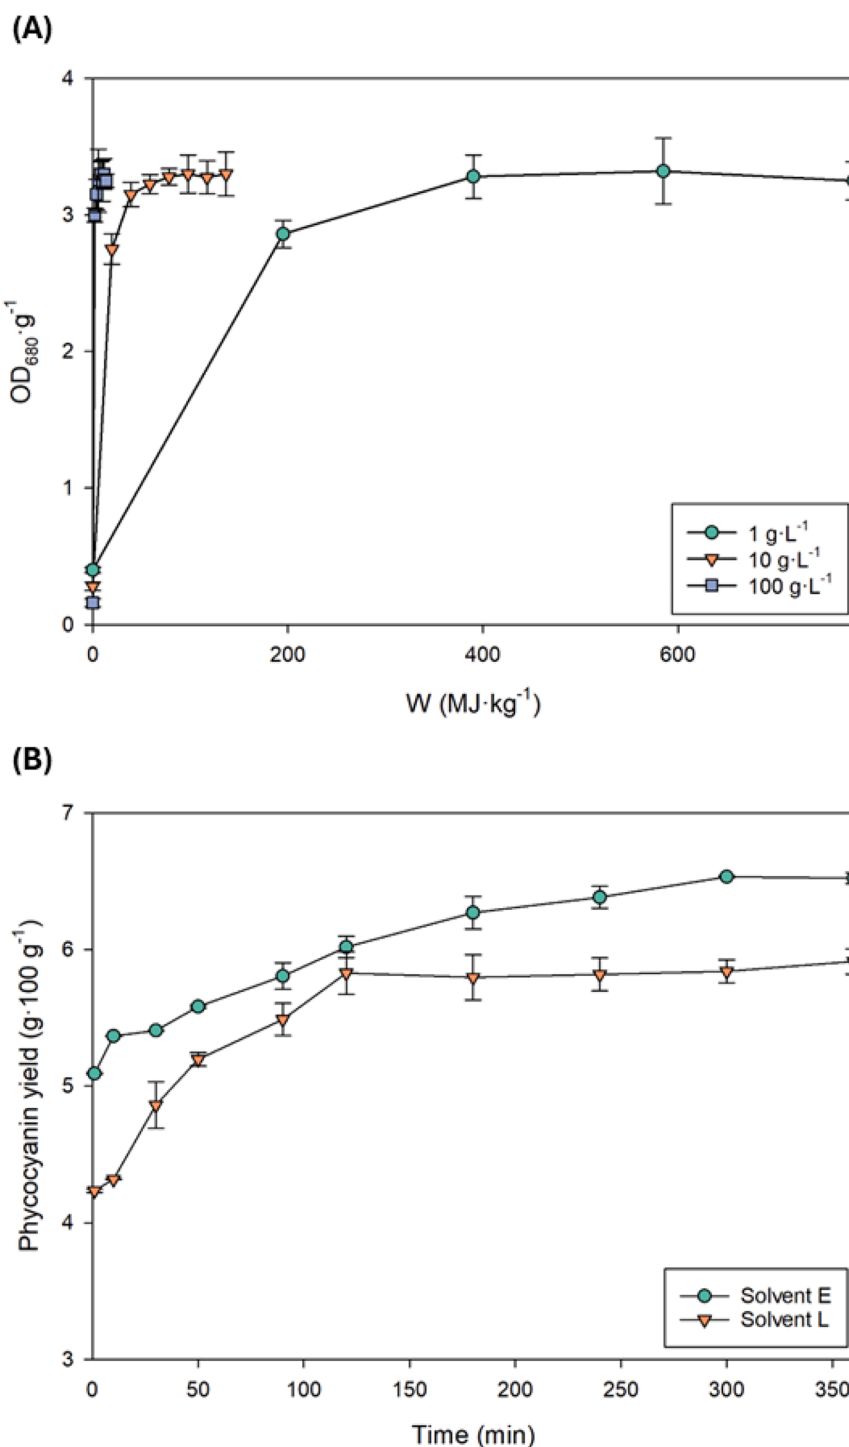 (A)
4
3
2
1
0
OD₆₈₀·g⁻¹
0 200 400 600
W (MJ·kg⁻¹)
1 g·L⁻¹
10 g·L⁻¹
100 g·L⁻¹
(B)
7
6
5
4
3
Phycocyanin yield (g·100 g⁻¹)
0 50 100 150 200 250 300 350
Time (min)
Solvent E
Solvent L